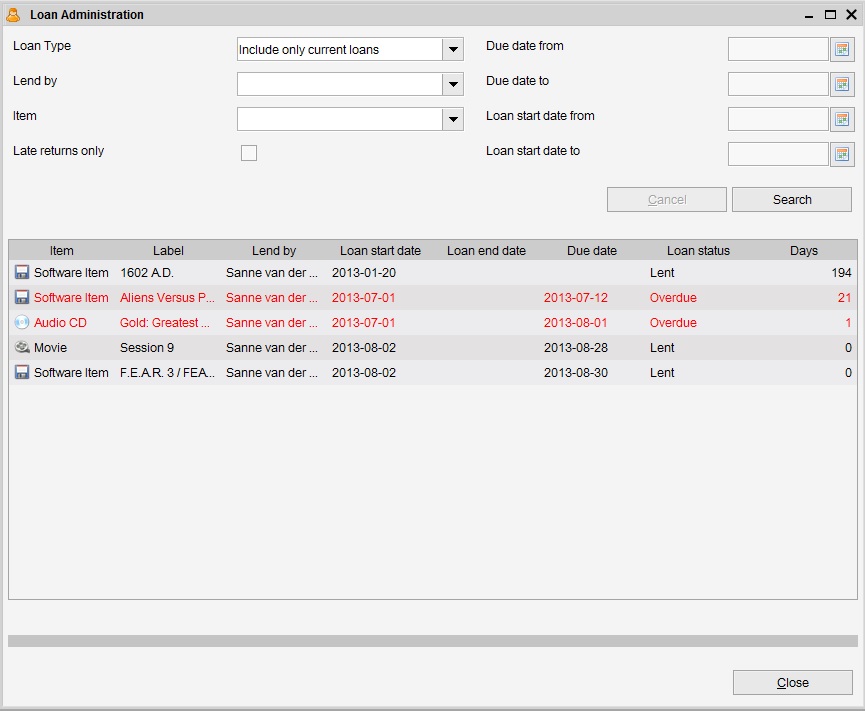 Loan Administration
Loan Type Include only current loans Due date from
Lend by Due date to
Item Loan start date from
Late returns only Loan start date to
Cancel Search
Item Label Lend by Loan start date Loan end date Due date Loan status Days
Software Item 1602 A.D. Sanne van der ... 2013-01-20 Lent 194
Software Item Aliens Versus P... Sanne van der ... 2013-07-01 2013-07-12 Overdue 21
Audio CD Gold: Greatest ... Sanne van der ... 2013-07-01 2013-08-01 Overdue 1
Movie Session 9 Sanne van der ... 2013-08-02 2013-08-28 Lent 0
Software Item F.E.A.R. 3 / FEA... Sanne van der ... 2013-08-02 2013-08-30 Lent 0
Close